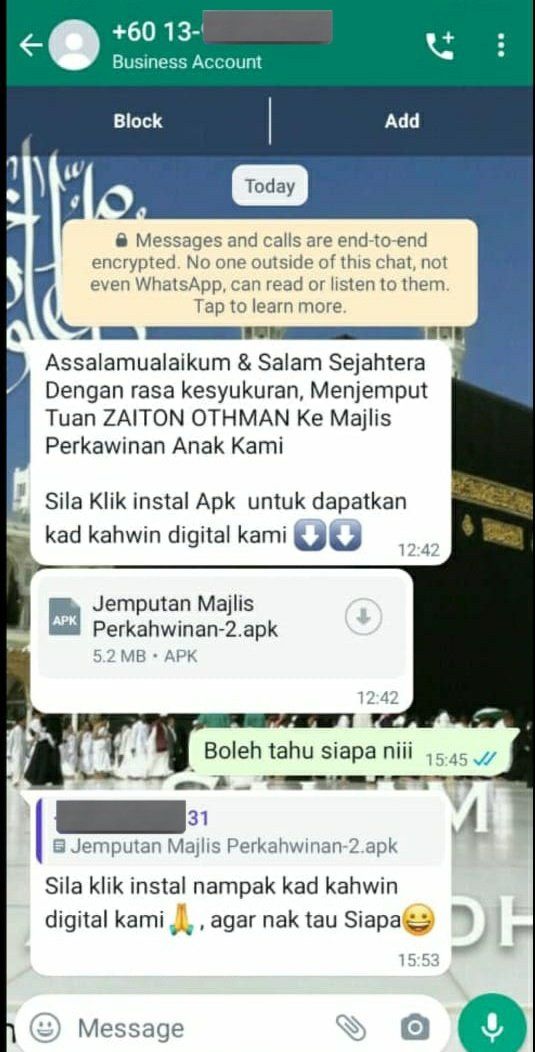 +60 13-
Business Account
Block
Add
Today
Messages and calls are end-to-end
encrypted. No one outside of this chat, not
even WhatsApp, can read or listen to them.
Tap to learn more.
Assalamualaikum & Salam Sejahtera
Dengan rasa kesyukuran, Menjemput
Tuan ZAITON OTHMAN Ke Majlis
Perkawinan Anak Kami
Sila Klik instal Apk untuk dapatkan
kad kahwin digital kami ⬇️⬇️
12:42
APK
Jemputan Majlis
Perkahwinan-2.apk
5.2 MB • APK
12:42
Boleh tahu siapa niii
15:45
31
Jemputan Majlis Perkahwinan-2.apk
Sila klik instal nampak kad kahwin
digital kami🙏, agar nak tau Siapa😀
15:53
Message